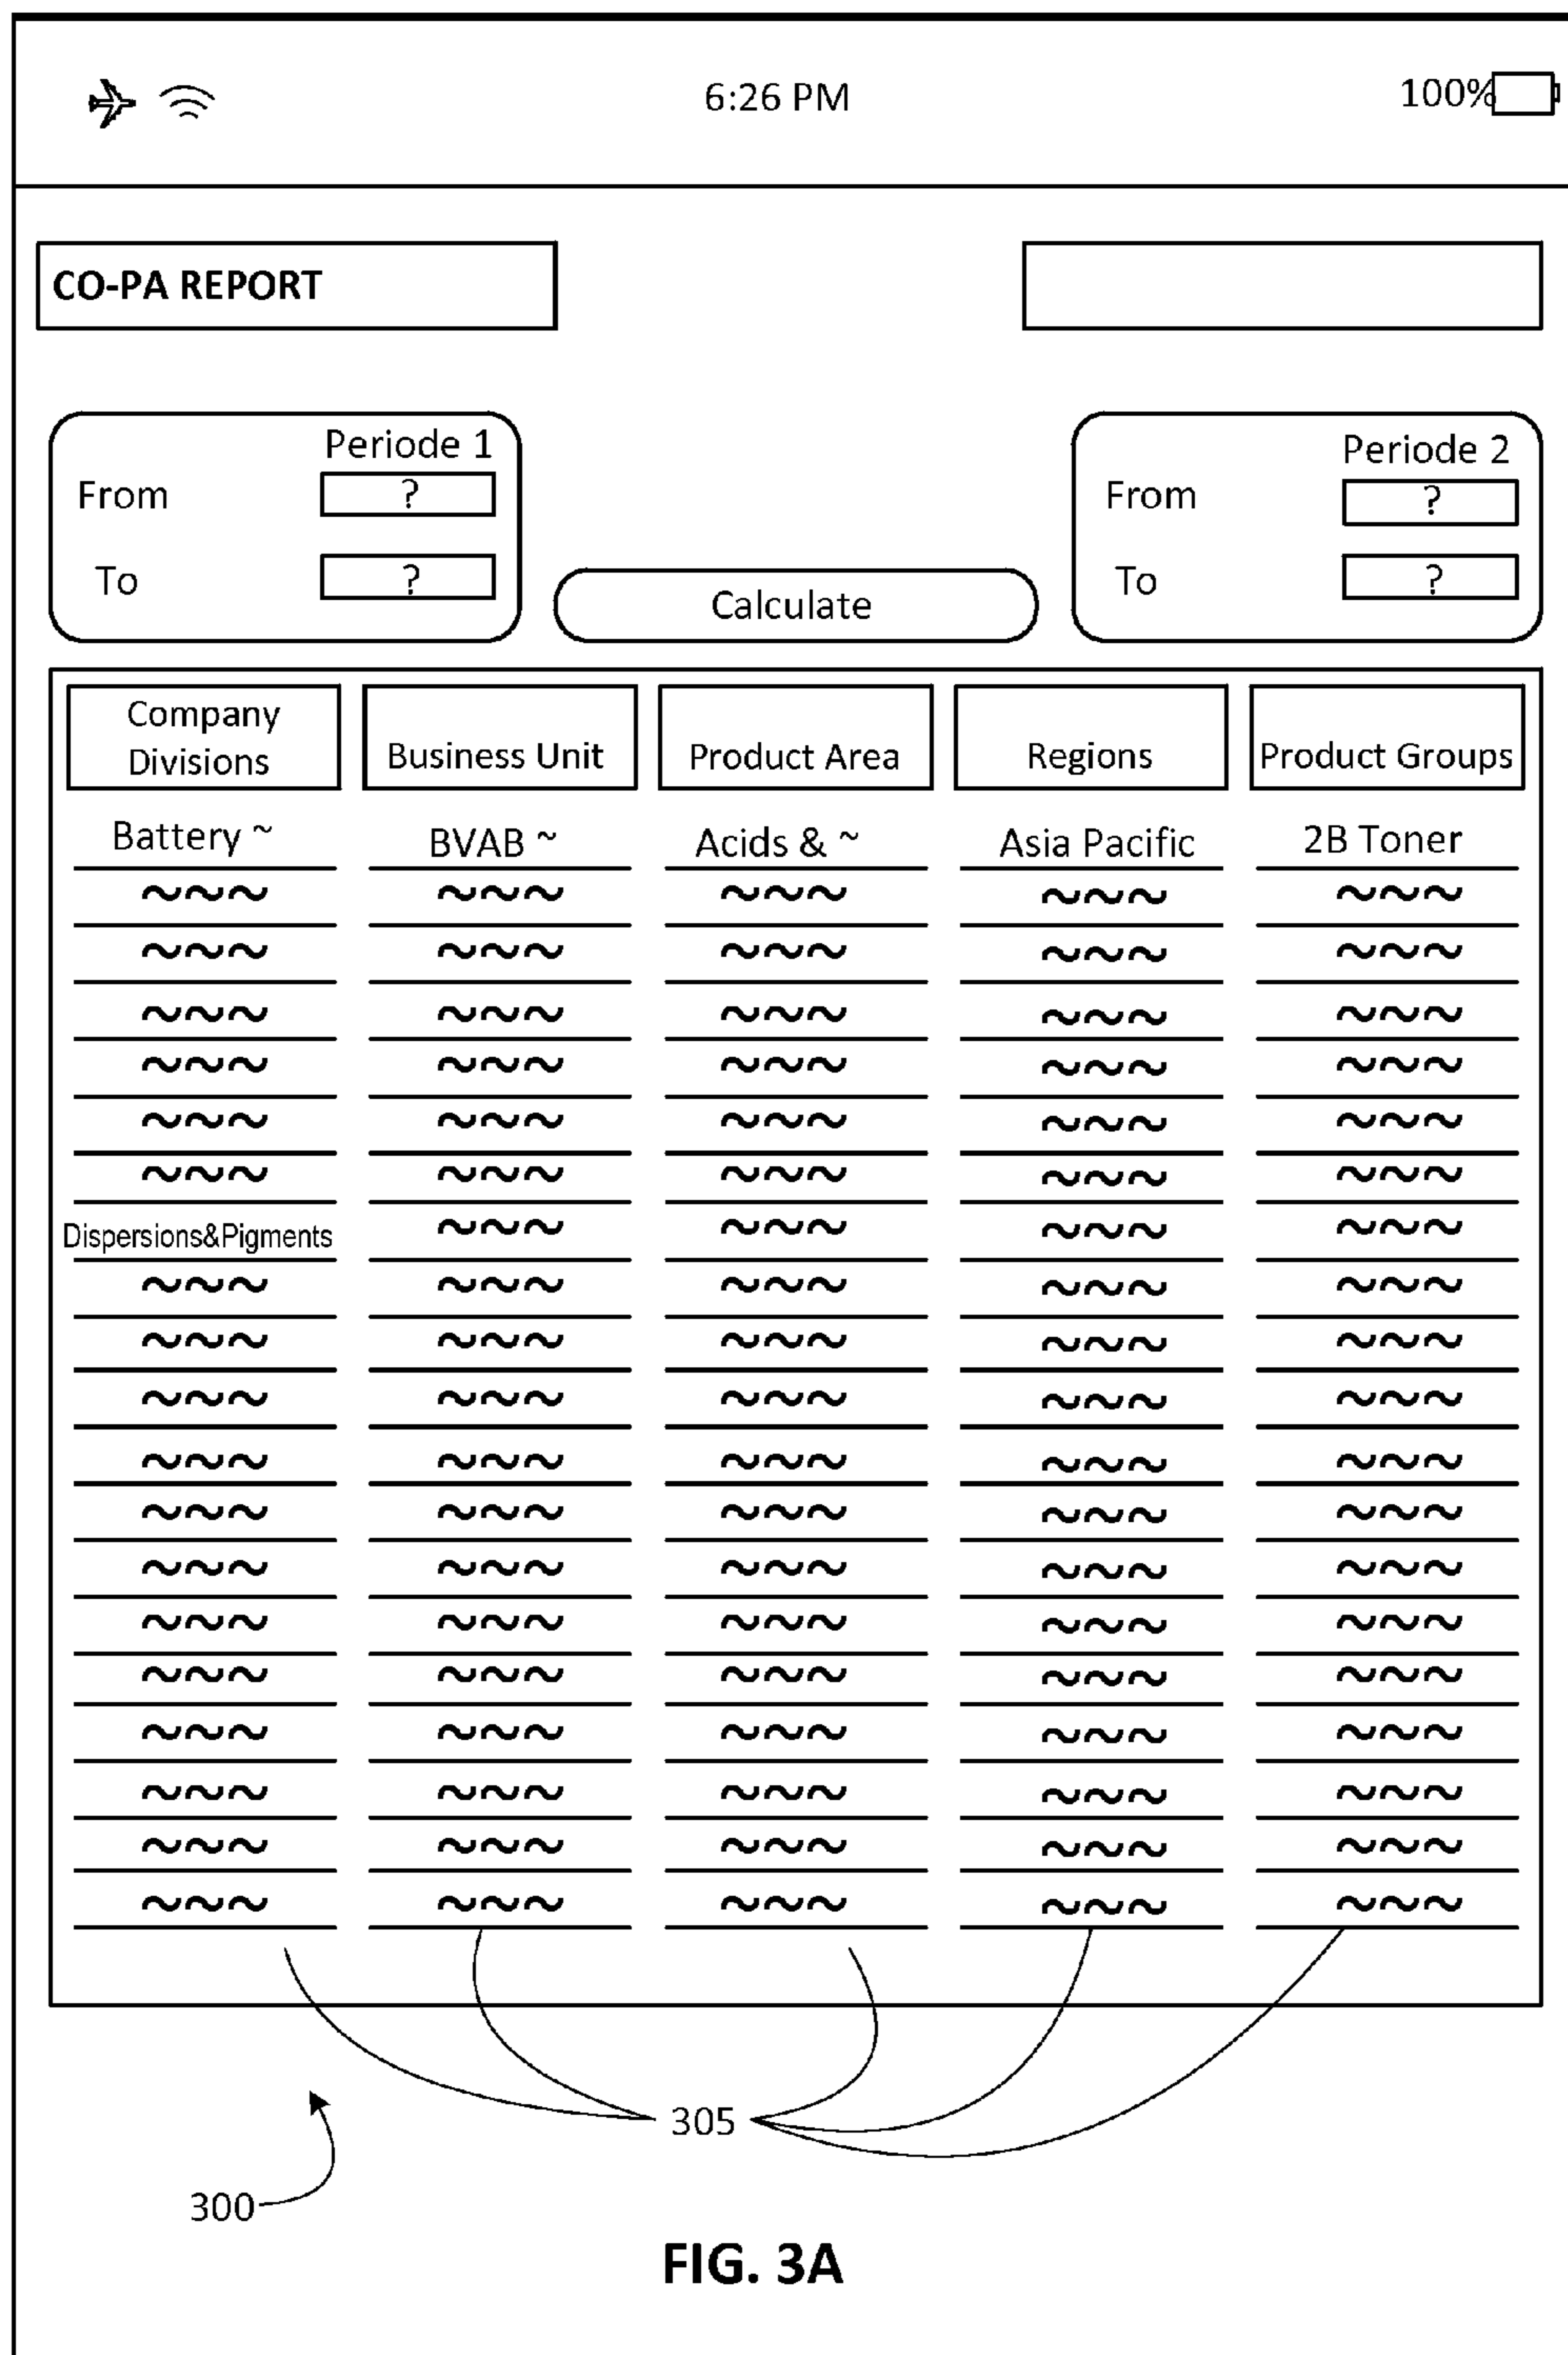 6:26 PM 100%
CO-PA REPORT
Periode 1
From ?
To ?
Calculate
Periode 2
From ?
To ?
Company
Divisions
Business Unit
Product Area
Regions
Product Groups
Battery ~ BVAB ~ Acids & ~ Asia Pacific 2B Toner
~~~ ~~~ ~~~ ~~~ ~~~
~~~ ~~~ ~~~ ~~~ ~~~
~~~ ~~~ ~~~ ~~~ ~~~
~~~ ~~~ ~~~ ~~~ ~~~
~~~ ~~~ ~~~ ~~~ ~~~
~~~ ~~~ ~~~ ~~~ ~~~
Dispersions&Pigments ~~~ ~~~ ~~~ ~~~
~~~ ~~~ ~~~ ~~~ ~~~
~~~ ~~~ ~~~ ~~~ ~~~
~~~ ~~~ ~~~ ~~~ ~~~
~~~ ~~~ ~~~ ~~~ ~~~
~~~ ~~~ ~~~ ~~~ ~~~
~~~ ~~~ ~~~ ~~~ ~~~
~~~ ~~~ ~~~ ~~~ ~~~
~~~ ~~~ ~~~ ~~~ ~~~
~~~ ~~~ ~~~ ~~~ ~~~
~~~ ~~~ ~~~ ~~~ ~~~
~~~ ~~~ ~~~ ~~~ ~~~
~~~ ~~~ ~~~ ~~~ ~~~
305
300
FIG. 3A